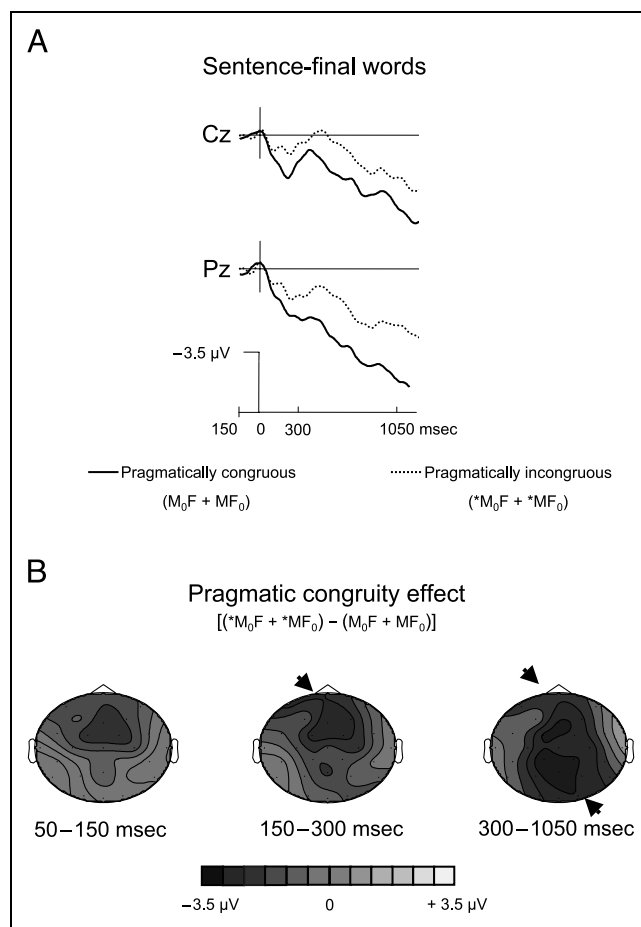 A
Sentence-final words
Cz
Pz
−3.5 µV
150 0 300 1050 msec
Pragmatically congruous Pragmatically incongruous
(M₀F + MF₀) (*M₀F + *MF₀)
B
Pragmatic congruity effect
[(*M₀F + *MF₀) – (M₀F + MF₀)]
50–150 msec 150–300 msec 300–1050 msec
−3.5 µV 0 + 3.5 µV